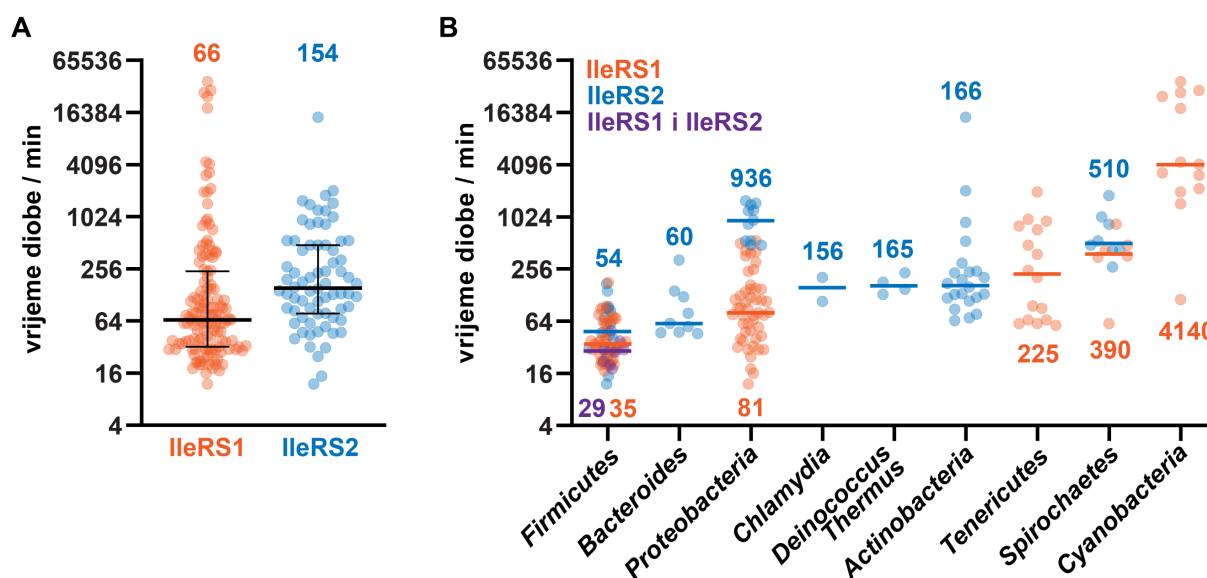 A
66
154
65536
16384
4096
1024
256
64
16
4
vrijeme diobe / min
IleRS1
IleRS2
B
IleRS1
IleRS2
IleRS1 i IleRS2
65536
16384
4096
1024
256
64
16
4
vrijeme diobe / min
54
60
936
156
165
166
510
29
35
81
225
390
4140
Firmicutes
Bacteroides
Proteobacteria
Chlamydia
Deinococcus
Thermus
Actinobacteria
Tenericutes
Spirochaetes
Cyanobacteria